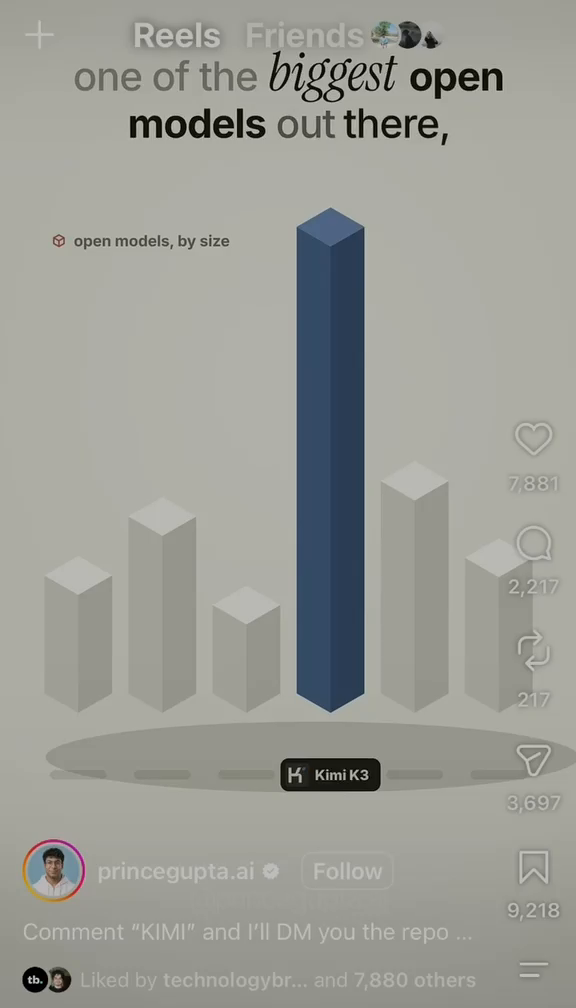 Reels Friends
one of the biggest open
models out there,
open models, by size
7,881
2,217
217
Kimi K3
3,697
princegupta.ai Follow
9,218
Comment “KIMI” and I’ll DM you the repo ...
tb. Liked by technologybr... and 7,880 others